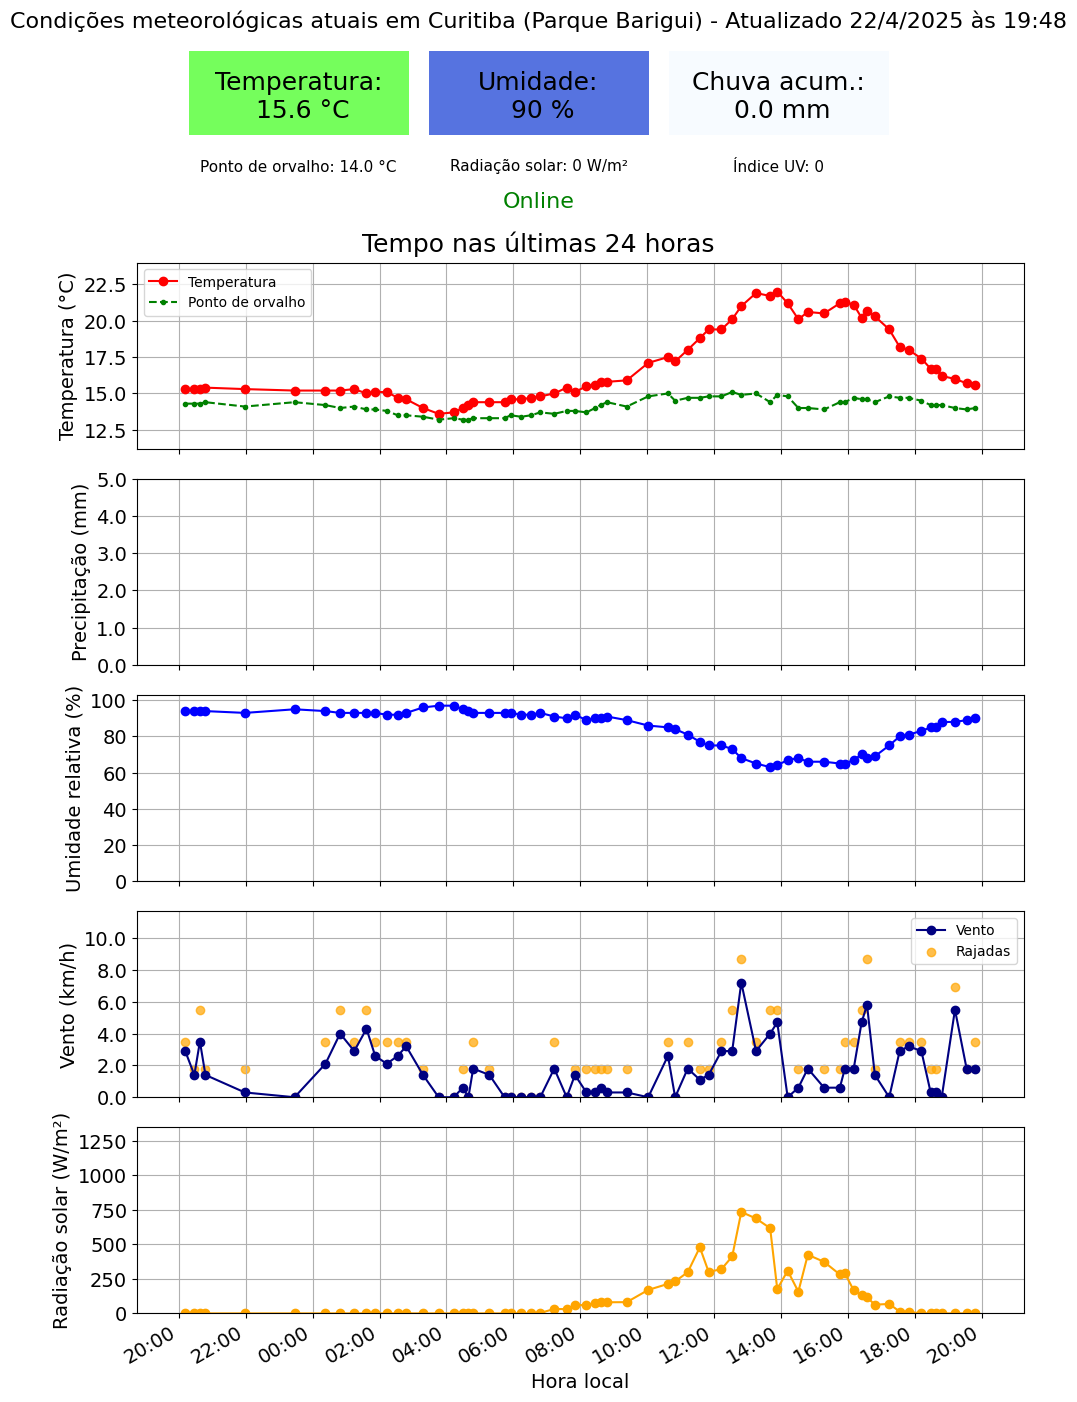 Condições meteorológicas atuais em Curitiba (Parque Barigui) - Atualizado 22/4/2025 às 19:48
Temperatura:
15.6 °C
Umidade:
90 %
Chuva acum.:
0.0 mm
Ponto de orvalho: 14.0 °C
Radiação solar: 0 W/m²
Índice UV: 0
Online
Tempo nas últimas 24 horas
Temperatura (°C)
22.5
20.0
17.5
15.0
12.5
Temperatura
Ponto de orvalho
Precipitação (mm)
5.0
4.0
3.0
2.0
1.0
0.0
Umidade relativa (%)
100
80
60
40
20
0
Vento (km/h)
10.0
8.0
6.0
4.0
2.0
0.0
Vento
Rajadas
Radiação solar (W/m²)
1250
1000
750
500
250
0
20:00
22:00
00:00
02:00
04:00
06:00
08:00
10:00
12:00
14:00
16:00
18:00
20:00
Hora local